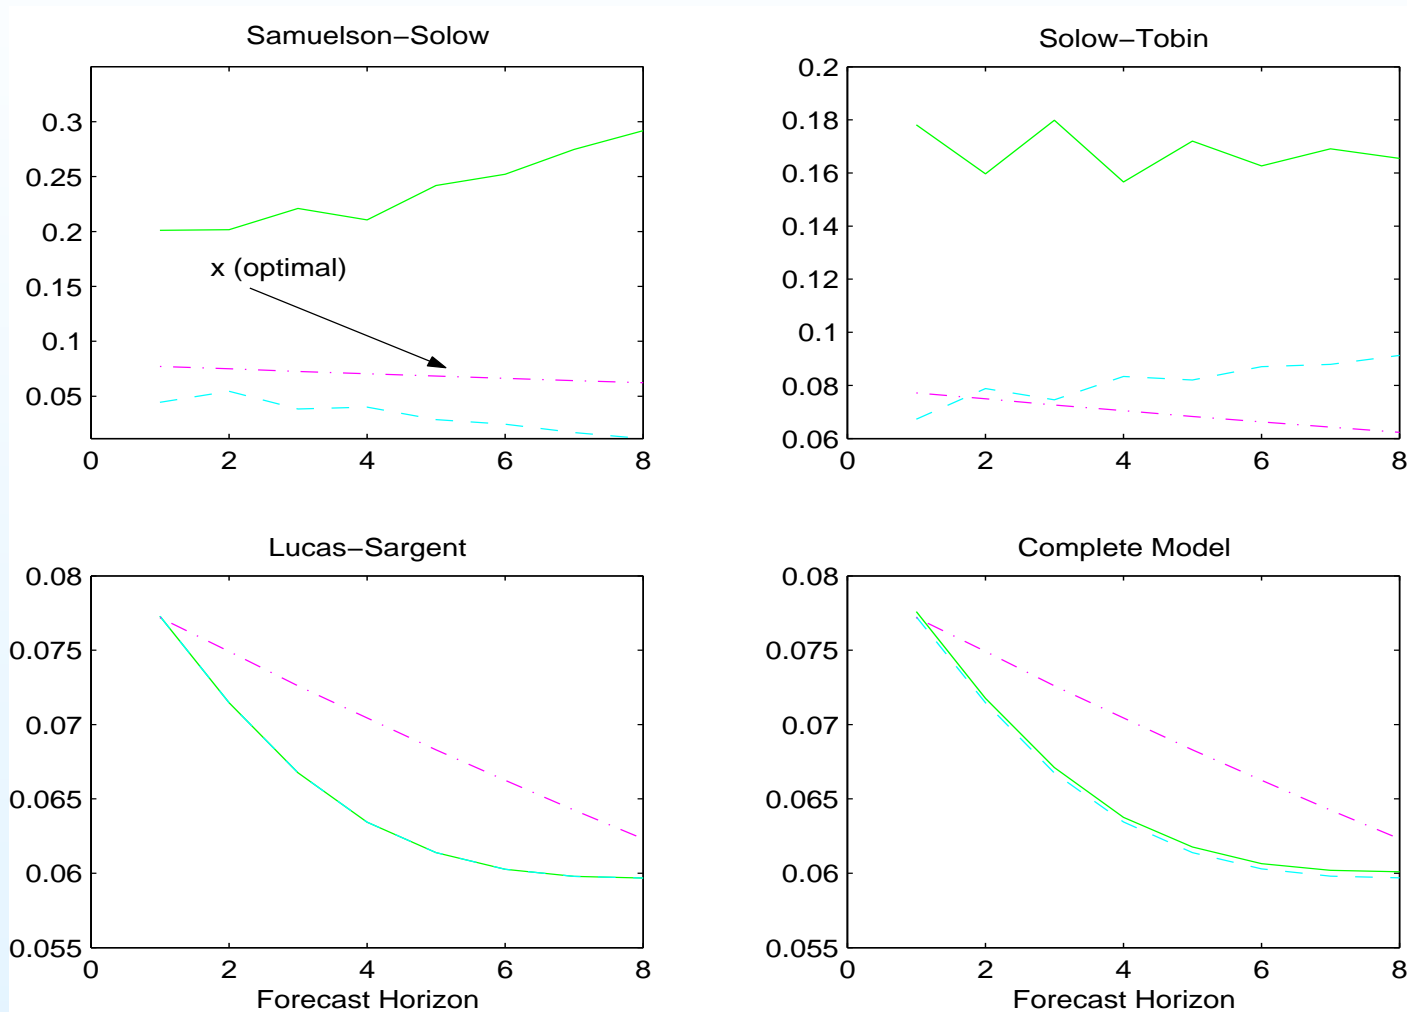 Samuelson−Solow
0.3
0.25
0.2
0.15
0.1
0.05
x (optimal)
0 2 4 6 8
Solow−Tobin
0.2
0.18
0.16
0.14
0.12
0.1
0.08
0.06
0 2 4 6 8
Lucas−Sargent
0.08
0.075
0.07
0.065
0.06
0.055
0 2 4 6 8
Forecast Horizon
Complete Model
0.08
0.075
0.07
0.065
0.06
0.055
0 2 4 6 8
Forecast Horizon